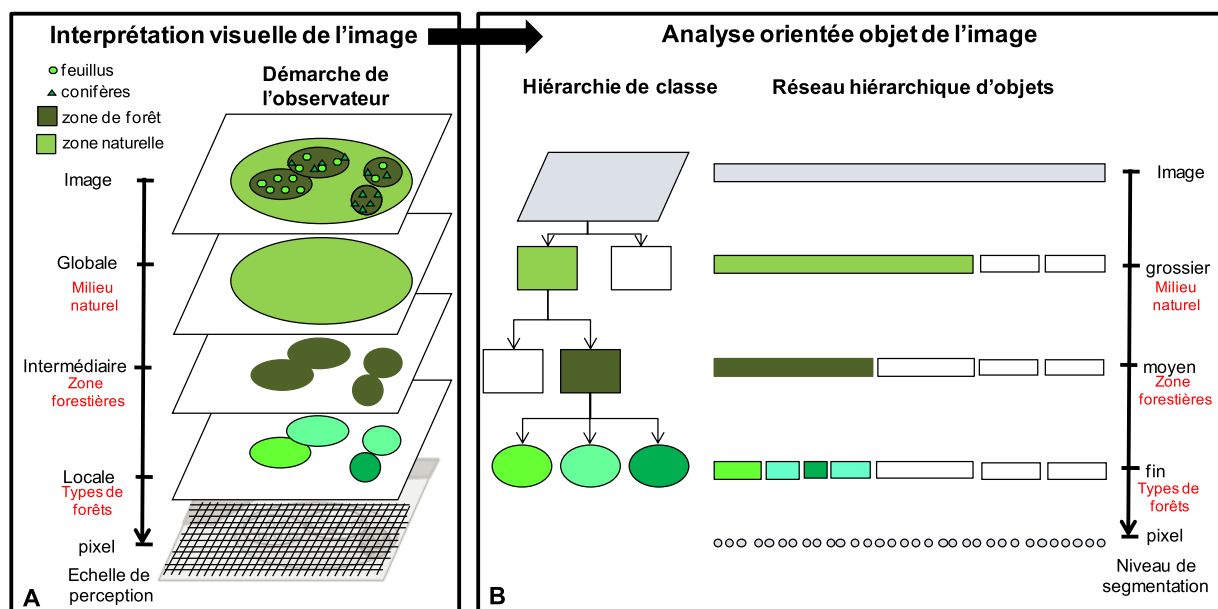 Interprétation visuelle de l'image
feuillus
conifères
zone de forêt
zone naturelle
Démarche de
l'observateur
Image
Globale
Milieu
naturel
Intermédiaire
Zone
forestières
Locale
Types de
forêts
pixel
Echelle de
perception
A
Analyse orientée objet de l'image
Hiérarchie de classe
Réseau hiérarchique d'objets
Image
grossier
Milieu
naturel
moyen
Zone
forestières
fin
Types de
forêts
pixel
Niveau de
segmentation
B